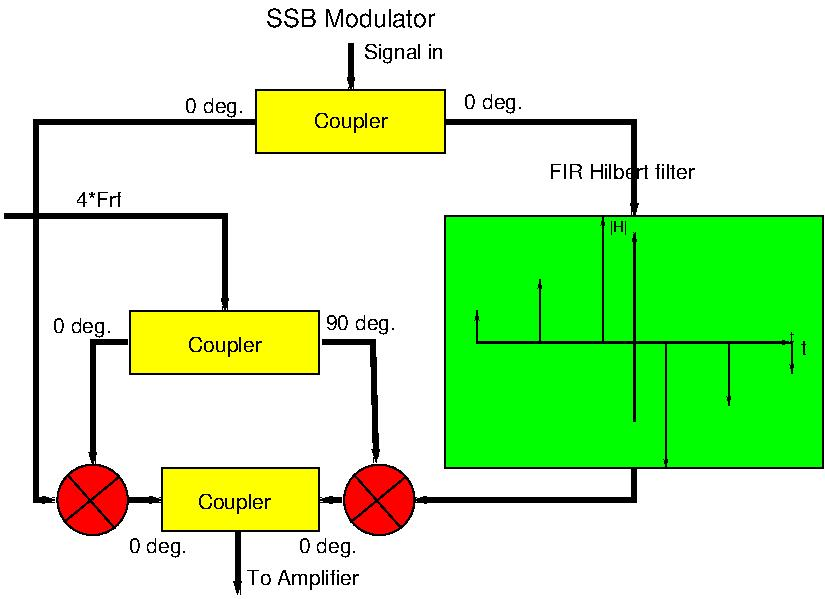 SSB Modulator
Signal in
0 deg.
0 deg.
Coupler
FIR Hilbert filter
4*Frf
|H|
0 deg.
90 deg.
Coupler
t
Coupler
0 deg.
0 deg.
To Amplifier